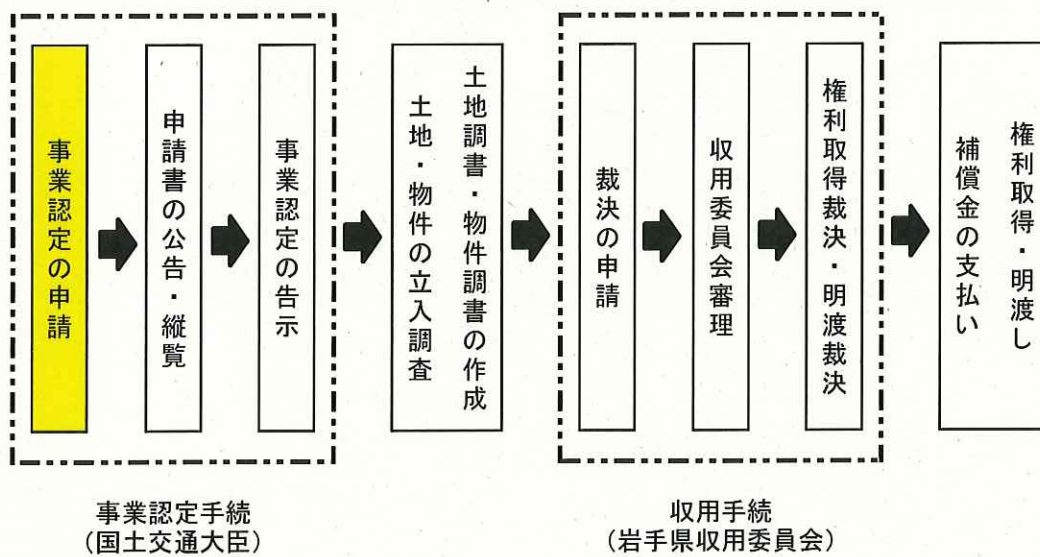 事業認定の申請
申請書の公告・縦覧
事業認定の告示
土地調書・物件調書の作成
土地・物件の立入調査
裁決の申請
収用委員会審理
権利取得裁決・明渡裁決
権利取得・明渡し
補償金の支払い
事業認定手続
(国土交通大臣)
収用手続
(岩手県収用委員会)